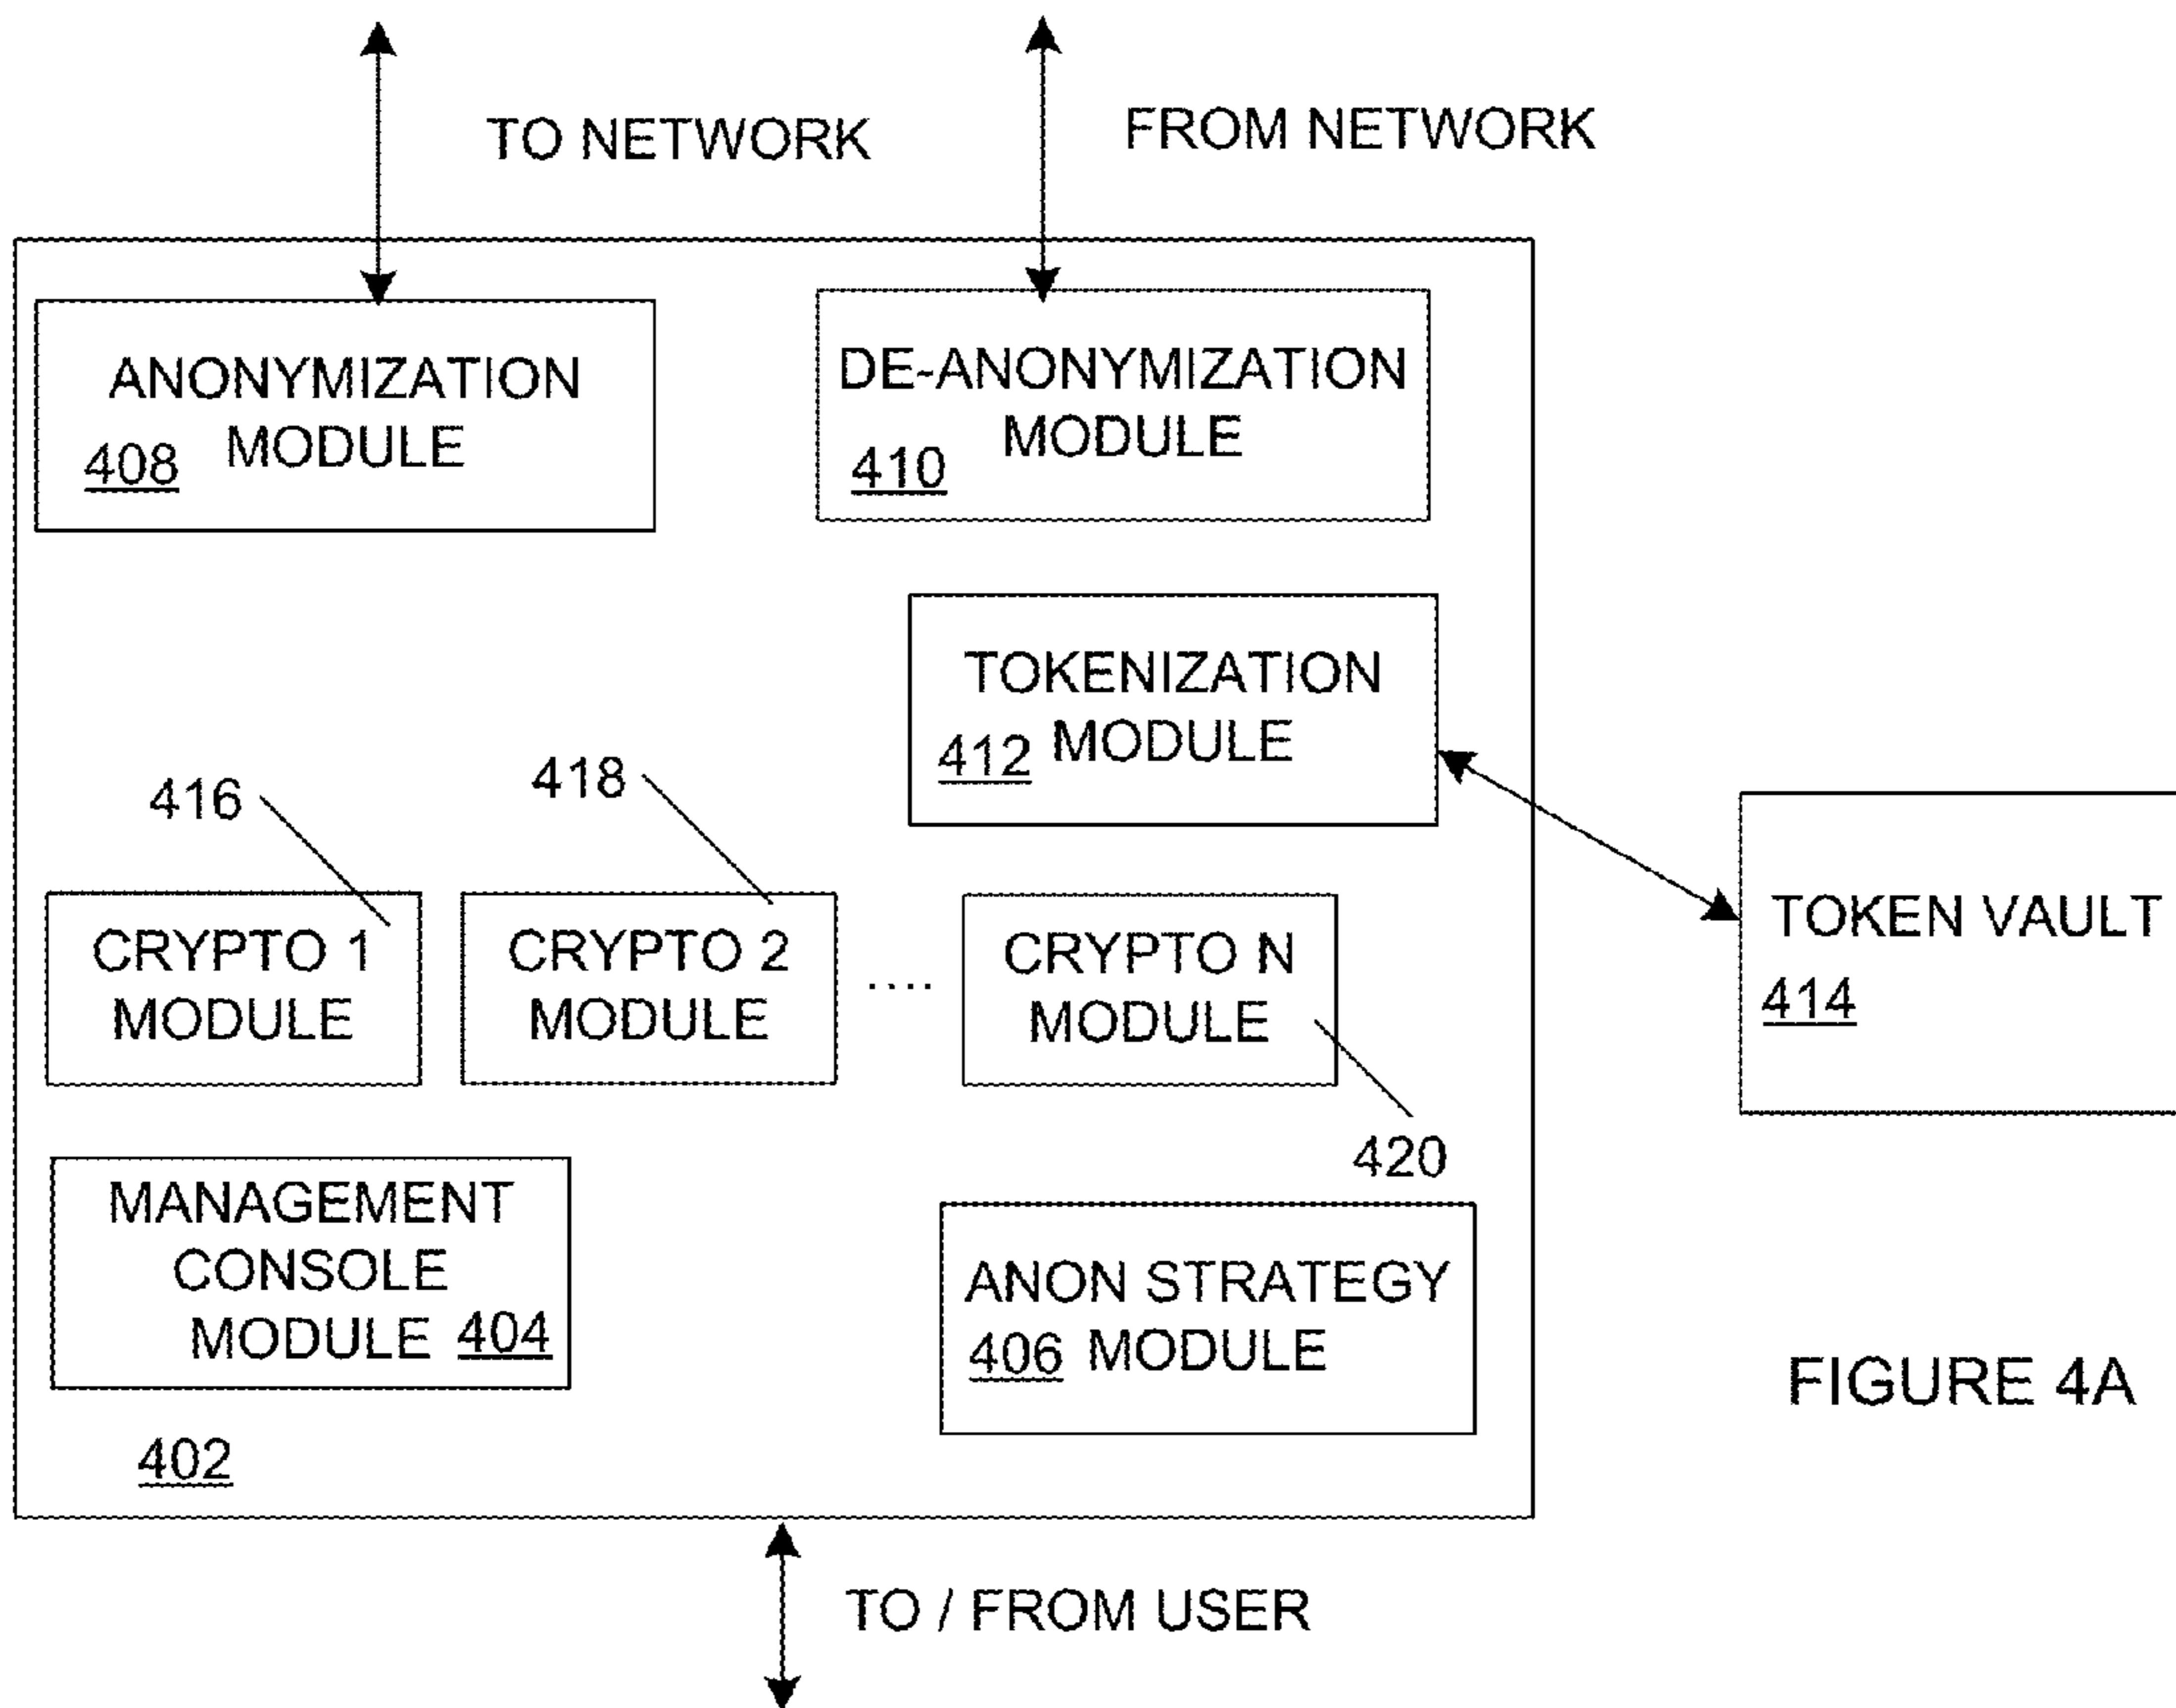 TO NETWORK
FROM NETWORK
ANONYMIZATION
MODULE
408
DE-ANONYMIZATION
MODULE
410
TOKENIZATION
MODULE
412
416
418
CRYPTO 1
MODULE
CRYPTO 2
MODULE
....
CRYPTO N
MODULE
420
TOKEN VAULT
414
MANAGEMENT
CONSOLE
MODULE 404
ANON STRATEGY
406 MODULE
402
FIGURE 4A
TO / FROM USER